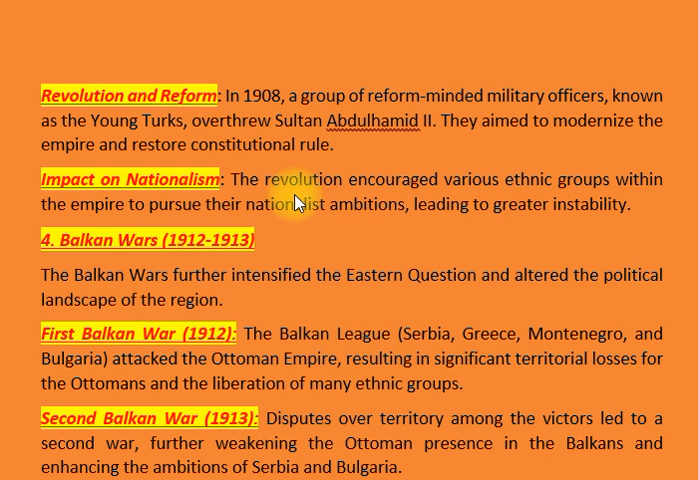 Revolution and Reform: In 1908, a group of reform-minded military officers, known
as the Young Turks, overthrew Sultan Abdulhamid II. They aimed to modernize the
empire and restore constitutional rule.
Impact on Nationalism: The revolution encouraged various ethnic groups within
the empire to pursue their nationalist ambitions, leading to greater instability.
4. Balkan Wars (1912-1913)
The Balkan Wars further intensified the Eastern Question and altered the political
landscape of the region.
First Balkan War (1912): The Balkan League (Serbia, Greece, Montenegro, and
Bulgaria) attacked the Ottoman Empire, resulting in significant territorial losses for
the Ottomans and the liberation of many ethnic groups.
Second Balkan War (1913): Disputes over territory among the victors led to a
second war, further weakening the Ottoman presence in the Balkans and
enhancing the ambitions of Serbia and Bulgaria.